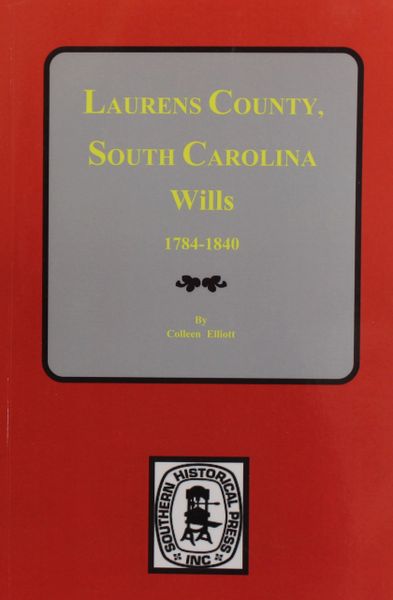 LAURENS COUNTY,
SOUTH CAROLINA
Wills
1784-1840
By
Colleen Elliott
SOUTHERN HISTORICAL PRESS
INC